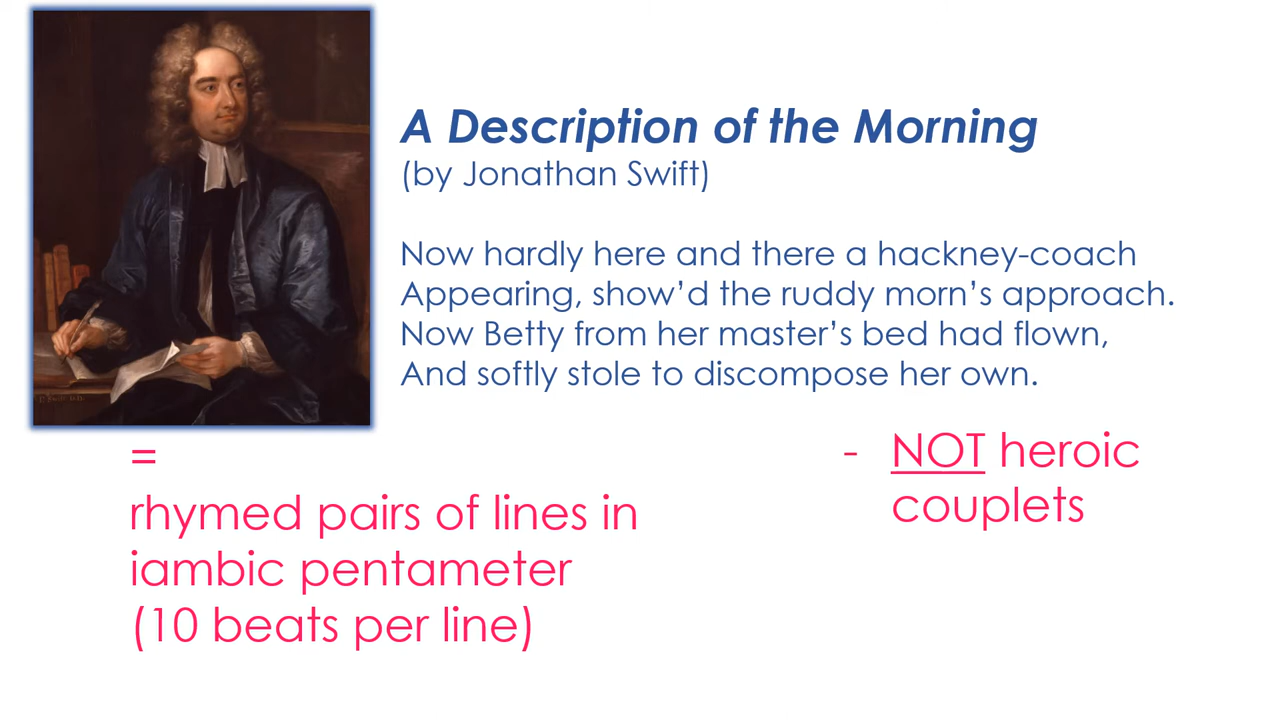 A Description of the Morning
(by Jonathan Swift)
Now hardly here and there a hackney-coach
Appearing, show’d the ruddy morn’s approach.
Now Betty from her master’s bed had flown,
And softly stole to discompose her own.
=
rhymed pairs of lines in
iambic pentameter
(10 beats per line)
- NOT heroic
couplets